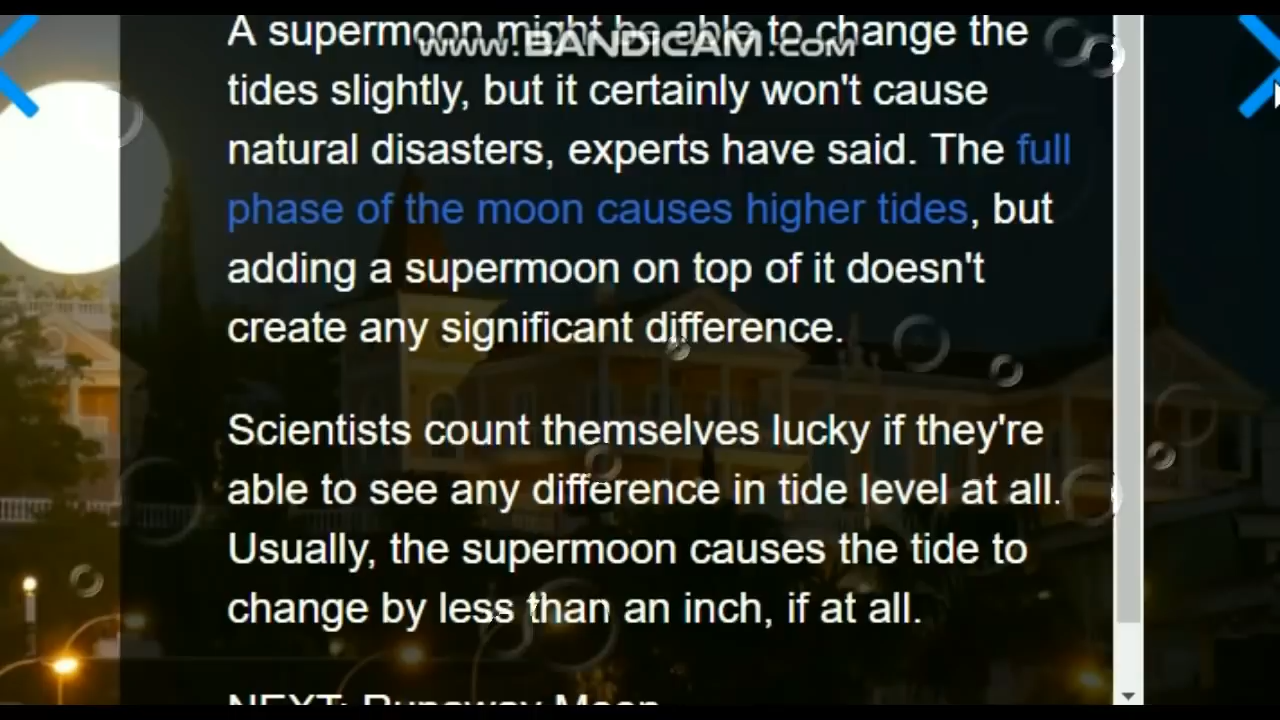 A supermoon might be able to change the
www.BANDICAM.com
tides slightly, but it certainly won't cause
natural disasters, experts have said. The full
phase of the moon causes higher tides, but
adding a supermoon on top of it doesn't
create any significant difference.
Scientists count themselves lucky if they're
able to see any difference in tide level at all.
Usually, the supermoon causes the tide to
change by less than an inch, if at all.
NEXT: Runaway Moon